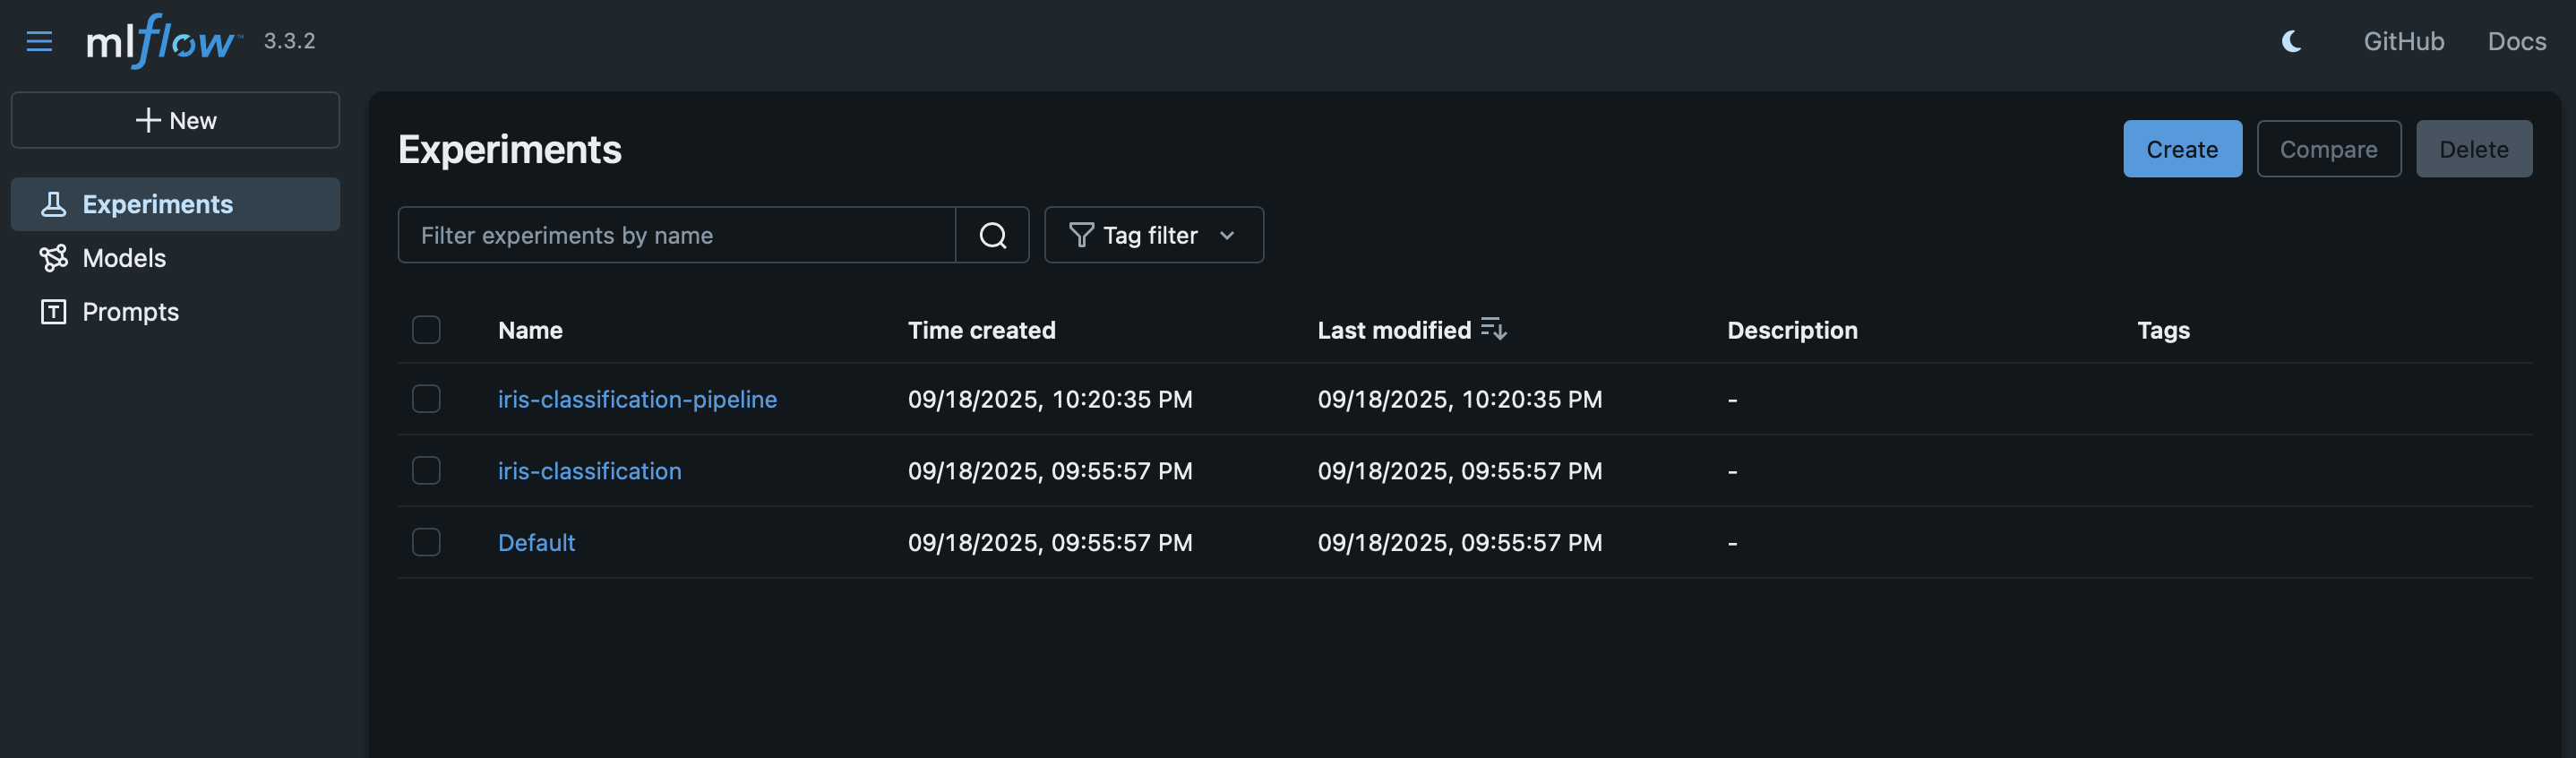 mlflow™ 3.3.2
GitHub Docs
New
Experiments
Models
Prompts
Experiments
Create Compare Delete
Filter experiments by name Tag filter
Name Time created Last modified Description Tags
iris-classification-pipeline 09/18/2025, 10:20:35 PM 09/18/2025, 10:20:35 PM -
iris-classification 09/18/2025, 09:55:57 PM 09/18/2025, 09:55:57 PM -
Default 09/18/2025, 09:55:57 PM 09/18/2025, 09:55:57 PM -